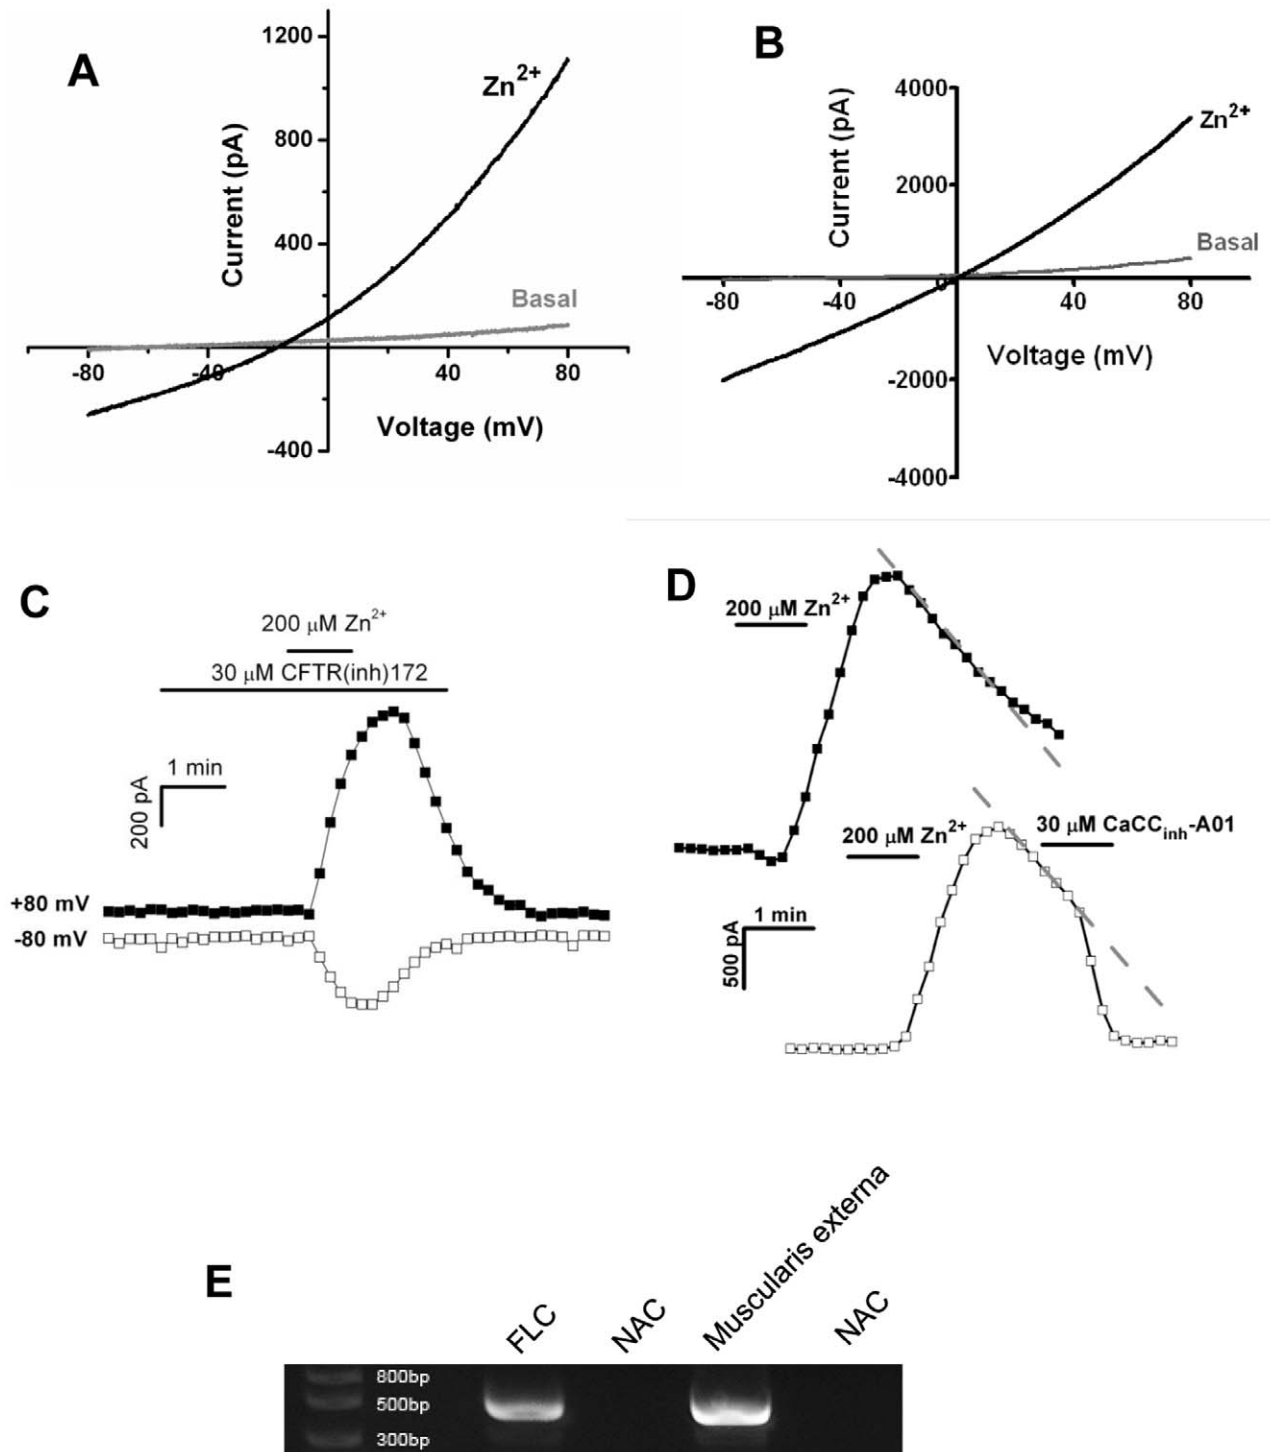 A
1200
800
400
-400
-80
-40
40
80
Current (pA)
Voltage (mV)
Zn2+
Basal
B
4000
2000
0
-2000
-4000
-80
-40
40
80
Current (pA)
Voltage (mV)
Zn2+
Basal
C
200 μM Zn2+
30 μM CFTR(inh)172
1 min
200 pA
+80 mV
-80 mV
D
200 μM Zn2+
200 μM Zn2+
30 μM CaCCinh-A01
1 min
500 pA
E
FLC
NAC
Muscularis externa
NAC
800bp
500bp
300bp